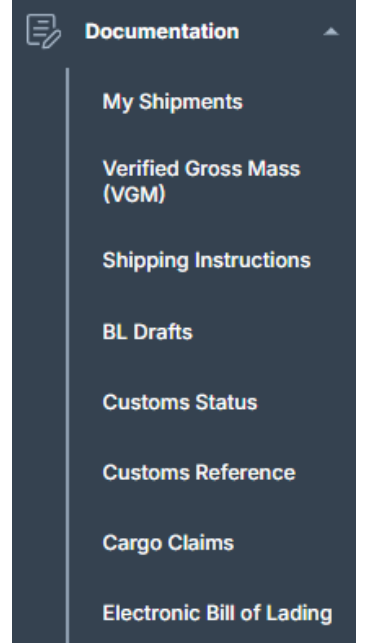 Documentation
My Shipments
Verified Gross Mass
(VGM)
Shipping Instructions
BL Drafts
Customs Status
Customs Reference
Cargo Claims
Electronic Bill of Lading